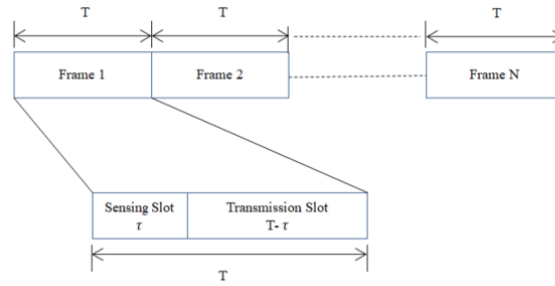 T T T
Frame 1 Frame 2 Frame N
Sensing Slot Transmission Slot
τ T- τ
T